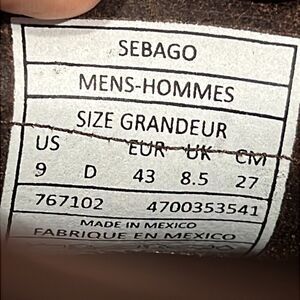 SEBAGO
MENS-HOMMES
SIZE GRANDEUR
US EUR UK CM
9 D 43 8.5 27
767102 4700353541
MADE IN MEXICO
FABRIQUE EN MEXICO